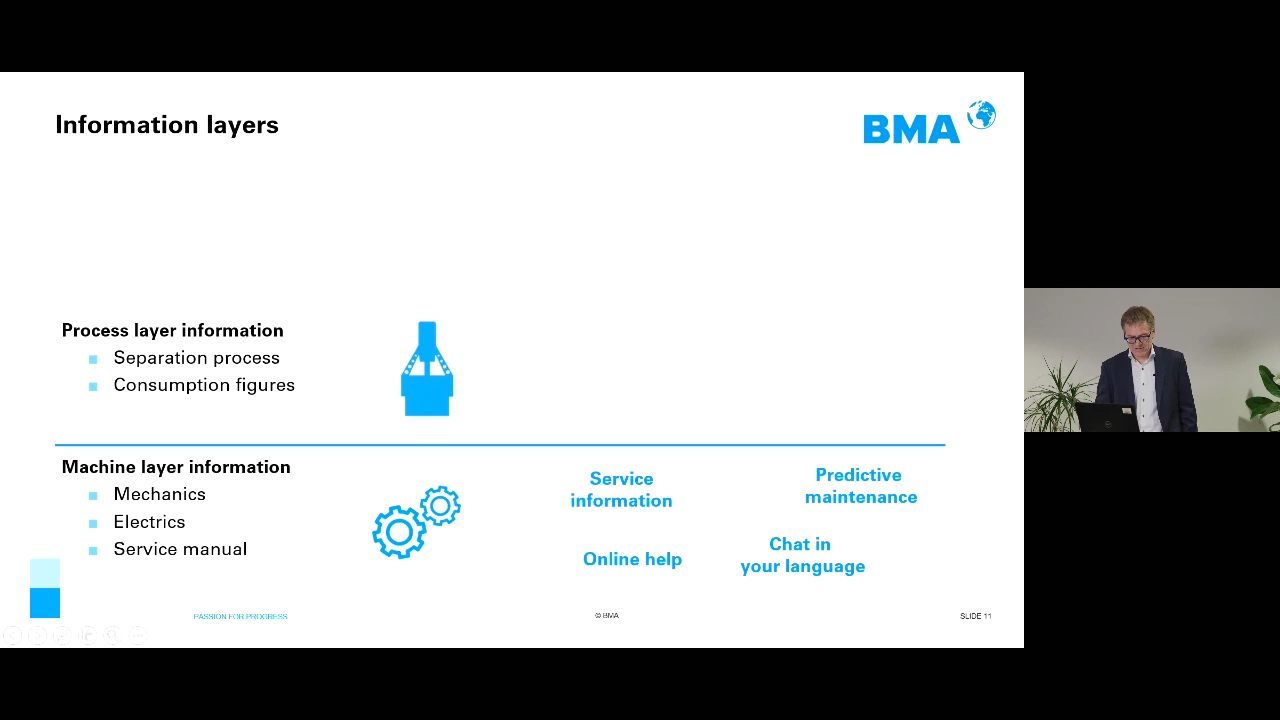 Information layers
BMA
Process layer information
Separation process
Consumption figures
Machine layer information
Mechanics
Electrics
Service manual
Service
information
Predictive
maintenance
Online help
Chat in
your language
PASSION FOR PROGRESS
© BMA
SLIDE 11